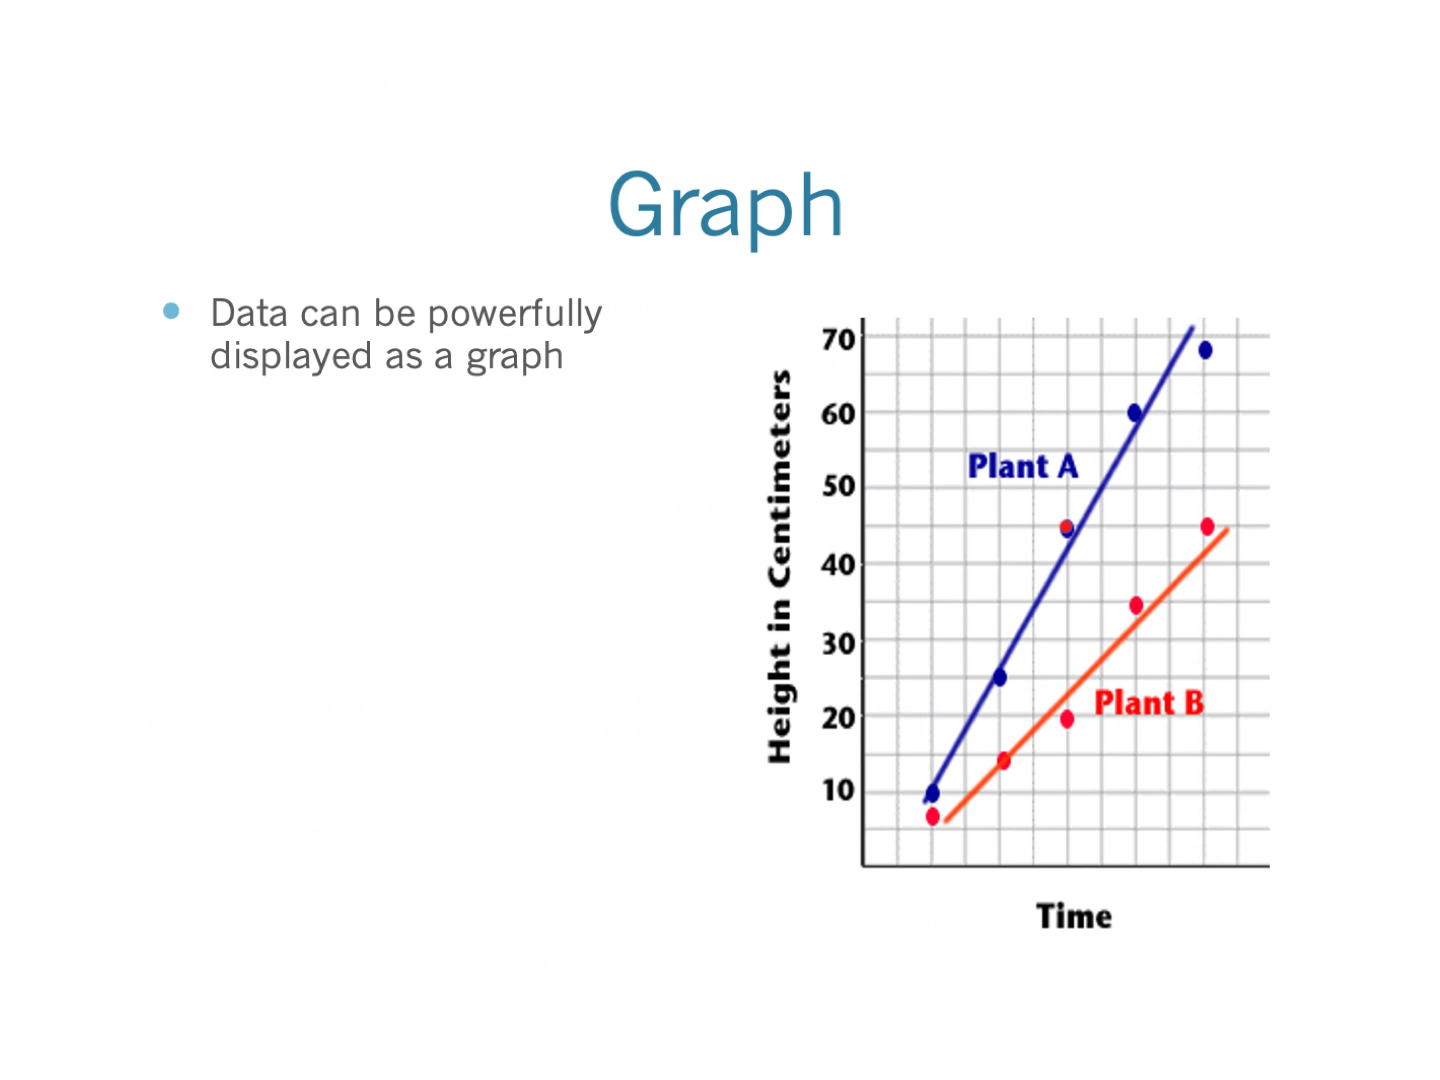 Graph
Data can be powerfully
displayed as a graph
Height in Centimeters
70
60
50
40
30
20
10
Plant A
Plant B
Time